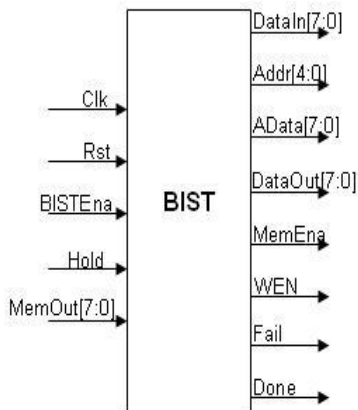 Clk
Rst
BISTEna
Hold
MemOut[7:0]
BIST
DataIn[7:0]
Addr[4:0]
AData[7:0]
DataOut[7:0]
MemEna
WEN
Fail
Done